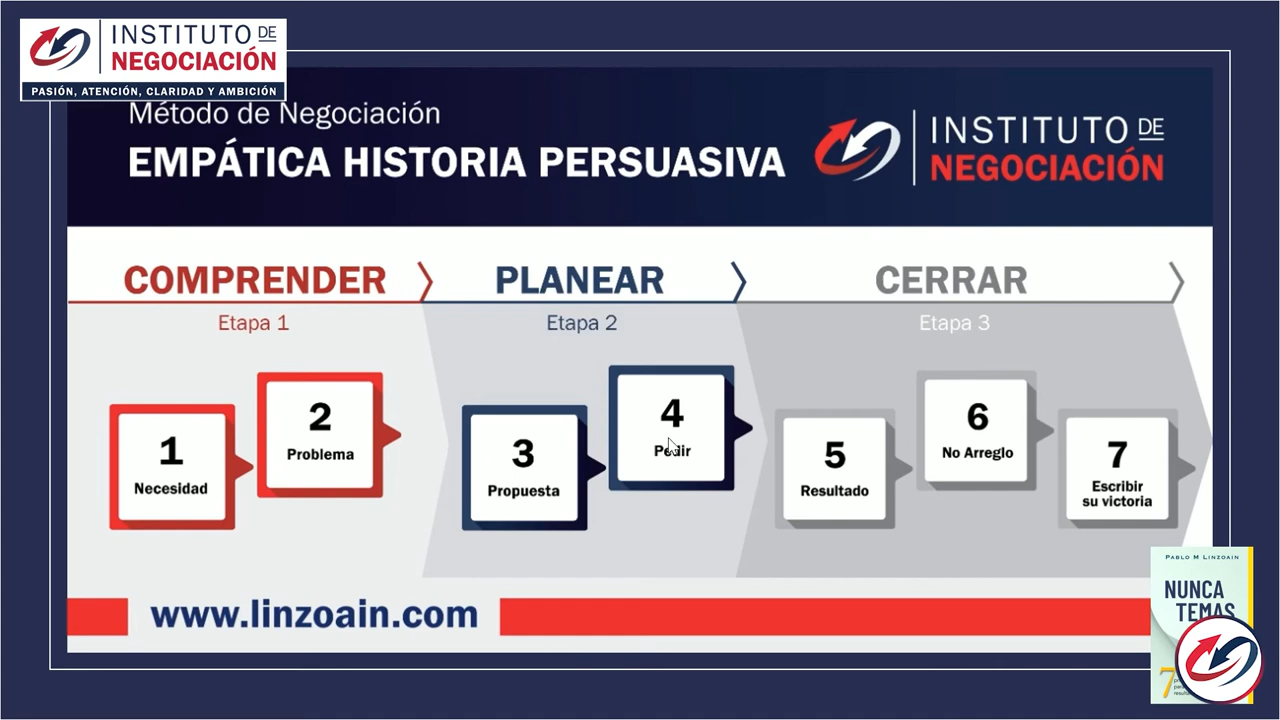 INSTITUTO DE
NEGOCIACIÓN
PASIÓN, ATENCIÓN, CLARIDAD Y AMBICIÓN
Método de Negociación
EMPÁTICA HISTORIA PERSUASIVA
INSTITUTO DE
NEGOCIACIÓN
COMPRENDER
PLANEAR
CERRAR
Etapa 1
Etapa 2
Etapa 3
1
Necesidad
2
Problema
3
Propuesta
4
Pedir
5
Resultado
6
No Arreglo
7
Escribir
su victoria
www.linzoain.com
PABLO M LINZOAIN
NUNCA
TEMAS
7